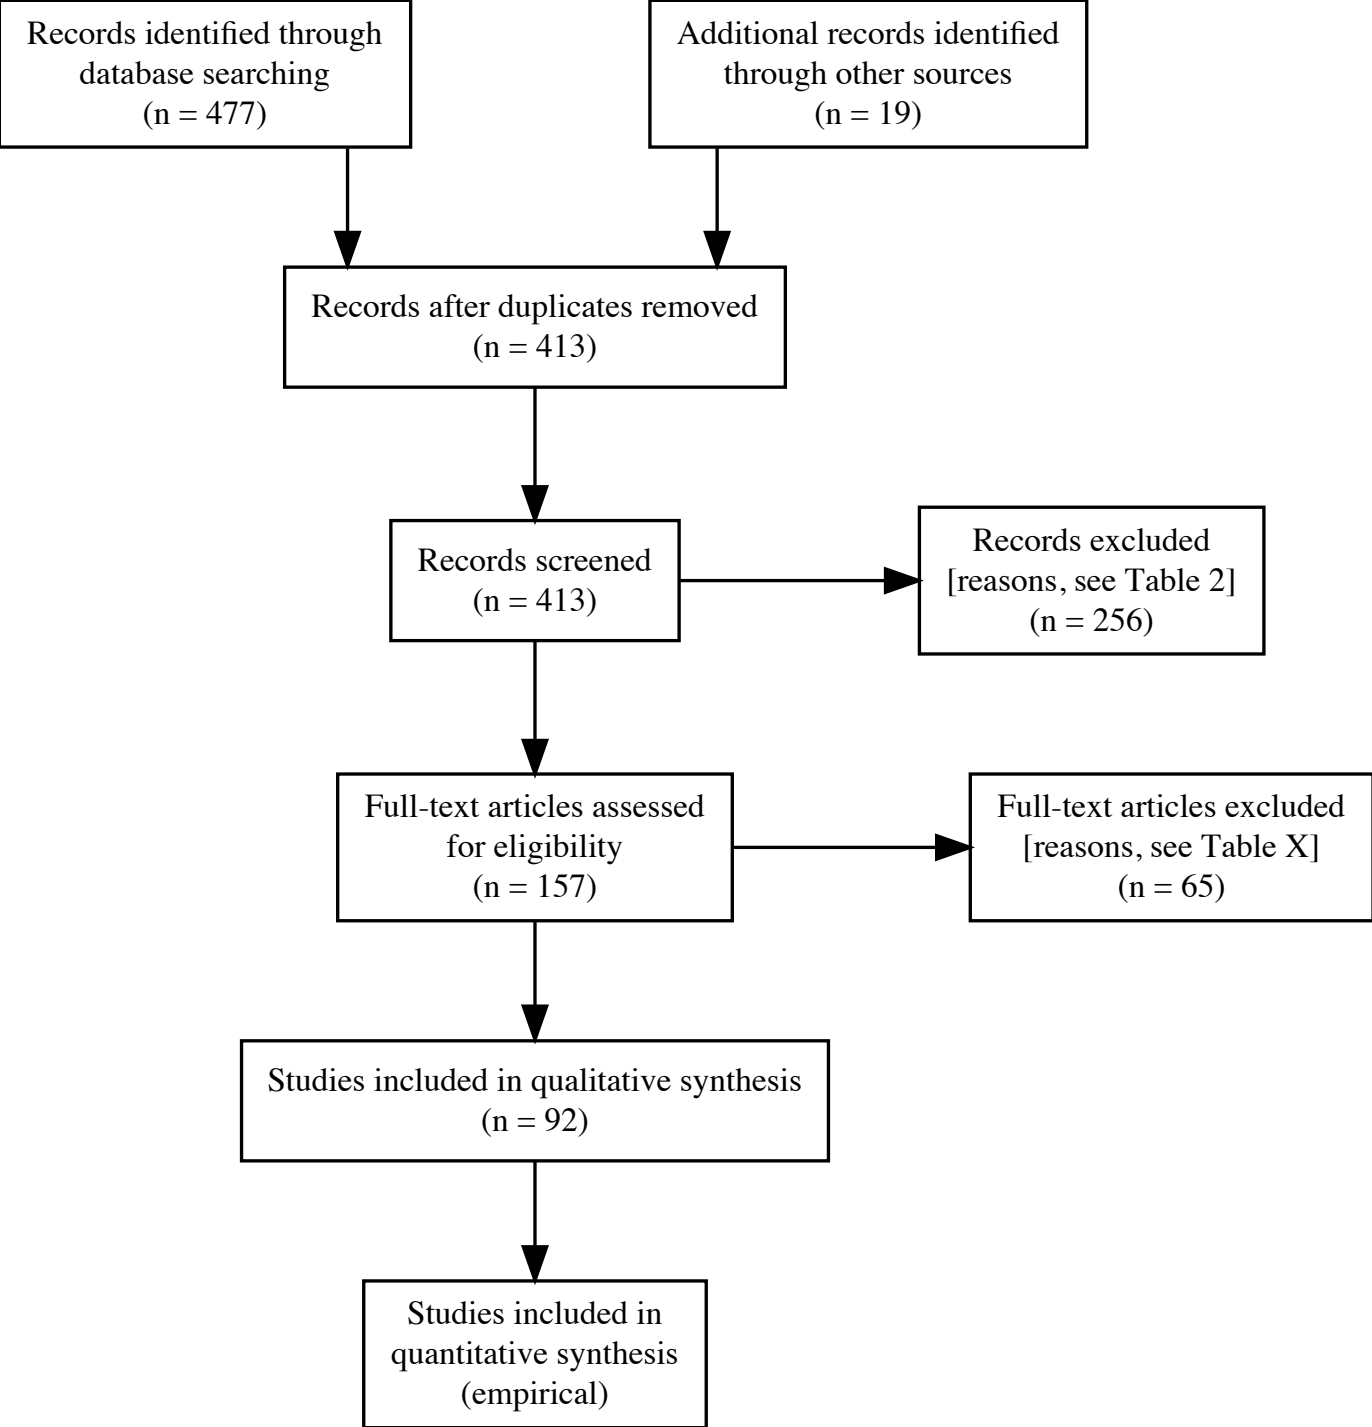 Records identified through
database searching
(n = 477)
Additional records identified
through other sources
(n = 19)
Records after duplicates removed
(n = 413)
Records screened
(n = 413)
Records excluded
[reasons, see Table 2]
(n = 256)
Full-text articles assessed
for eligibility
(n = 157)
Full-text articles excluded
[reasons, see Table X]
(n = 65)
Studies included in qualitative synthesis
(n = 92)
Studies included in
quantitative synthesis
(empirical)